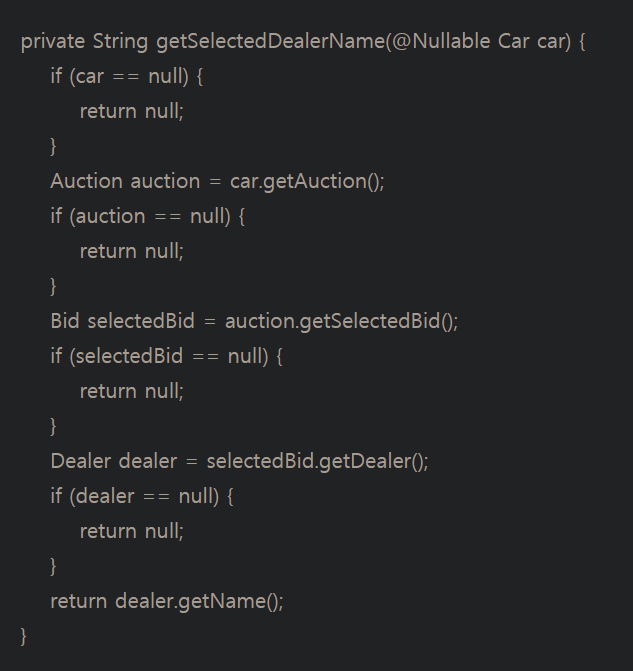 private String getSelectedDealerName(@Nullable Car car) {
    if (car == null) {
        return null;
    }
    Auction auction = car.getAuction();
    if (auction == null) {
        return null;
    }
    Bid selectedBid = auction.getSelectedBid();
    if (selectedBid == null) {
        return null;
    }
    Dealer dealer = selectedBid.getDealer();
    if (dealer == null) {
        return null;
    }
    return dealer.getName();
}